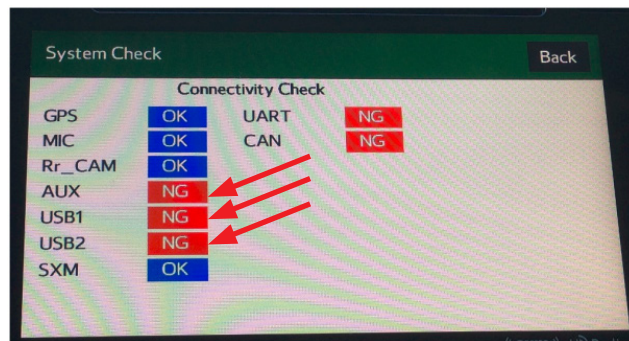 System Check Back
Connectivity Check
GPS OK UART NG
MIC OK CAN NG
Rr_CAM OK
AUX NG
USB1 NG
USB2 NG
SXM OK